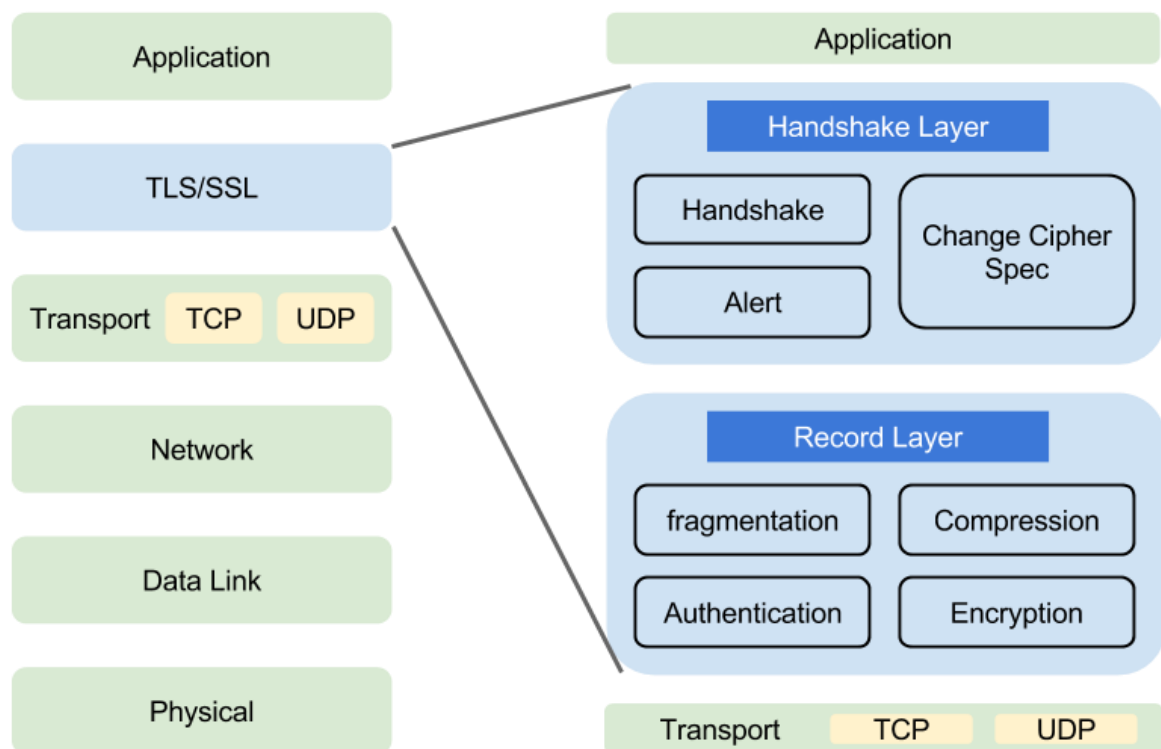 Application
TLS/SSL
Transport TCP UDP
Network
Data Link
Physical
Application
Handshake Layer
Handshake
Alert
Change Cipher
Spec
Record Layer
fragmentation
Compression
Authentication
Encryption
Transport TCP UDP